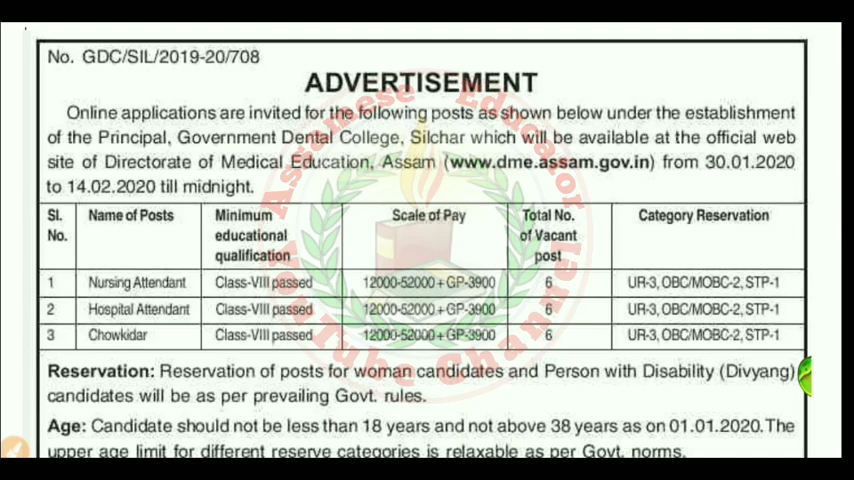 No. GDC/SIL/2019-20/708
ADVERTISEMENT
Online applications are invited for the following posts as shown below under the establishment
of the Principal, Government Dental College, Silchar which will be available at the official web
site of Directorate of Medical Education, Assam (www.dme.assam.gov.in) from 30.01.2020
to 14.02.2020 till midnight.
Sl. No. Name of Posts Minimum educational qualification Scale of Pay Total No. of Vacant post Category Reservation
1 Nursing Attendant Class-VIII passed 12000-52000+GP-3900 6 UR-3, OBC/MOBC-2, STP-1
2 Hospital Attendant Class-VIII passed 12000-52000+GP-3900 6 UR-3, OBC/MOBC-2, STP-1
3 Chowkidar Class-VIII passed 12000-52000+GP-3900 6 UR-3, OBC/MOBC-2, STP-1
Reservation: Reservation of posts for woman candidates and Person with Disability (Divyang)
candidates will be as per prevailing Govt. rules.
Age: Candidate should not be less than 18 years and not above 38 years as on 01.01.2020. The
upper age limit for different reserve categories is relaxable as per Govt. norms.
Assamese Educator
YouTube Channel